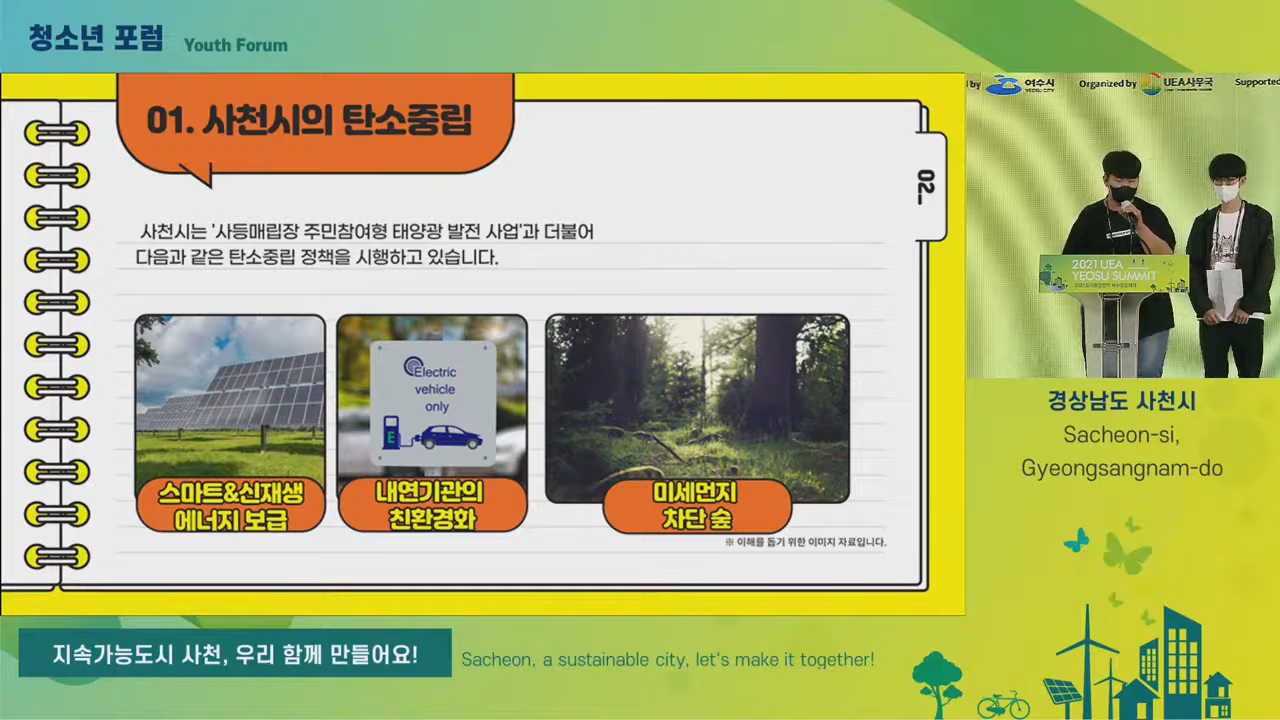 청소년 포럼 Youth Forum
01. 사천시의 탄소중립
02_
사천시는 '사등매립장 주민참여형 태양광 발전 사업'과 더불어
다음과 같은 탄소중립 정책을 시행하고 있습니다.
Electric
vehicle
only
E
스마트&신재생
에너지 보급
내연기관의
친환경화
미세먼지
차단 숲
※ 이해를 돕기 위한 이미지 자료입니다.
by 여수시
YEOSU CITY
Organized by UEA사무국
Supported
2021 UEA
YEOSU SUMMIT
경상남도 사천시
Sacheon-si,
Gyeongsangnam-do
지속가능도시 사천, 우리 함께 만들어요!
Sacheon, a sustainable city, let's make it together!